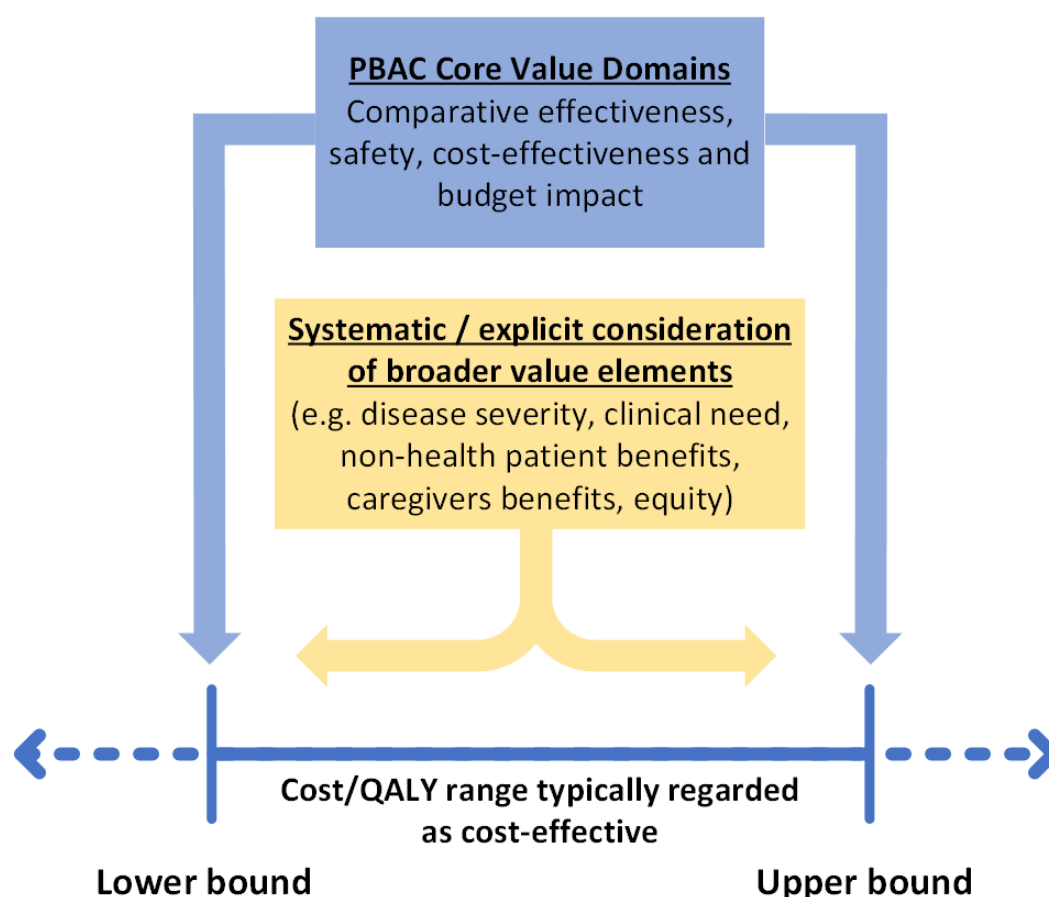 PBAC Core Value Domains
Comparative effectiveness,
safety, cost-effectiveness and
budget impact
Systematic / explicit consideration
of broader value elements
(e.g. disease severity, clinical need,
non-health patient benefits,
caregivers benefits, equity)
Cost/QALY range typically regarded
as cost-effective
Lower bound
Upper bound